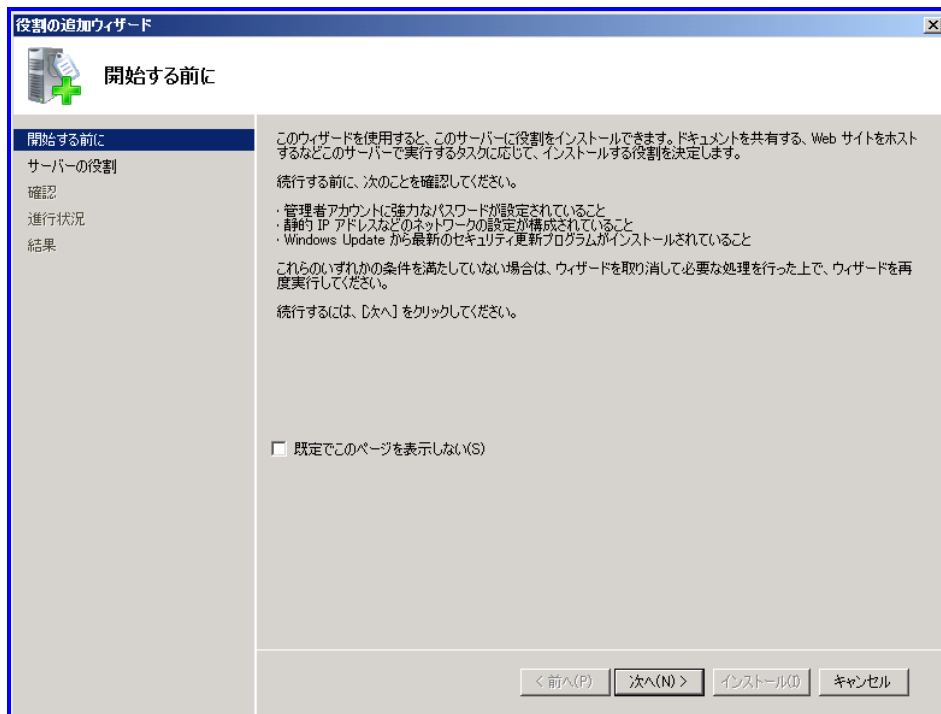 役割の追加ウィザード
開始する前に
開始する前に
サーバーの役割
確認
進行状況
結果
このウィザードを使用すると、このサーバーに役割をインストールできます。ドキュメントを共有する、Web サイトをホスト
するなどこのサーバーで実行するタスクに応じて、インストールする役割を決定します。
続行する前に、次のことを確認してください。
・管理者アカウントに強力なパスワードが設定されていること
・静的 IP アドレスなどのネットワークの設定が構成されていること
・Windows Update から最新のセキュリティ更新プログラムがインストールされていること
これらのいずれかの条件を満たしていない場合は、ウィザードを取り消して必要な処理を行った上で、ウィザードを再
度実行してください。
続行するには、[次へ] をクリックしてください。
既定でこのページを表示しない(S)
< 前へ(P)
次へ(N) >
インストール(I)
キャンセル